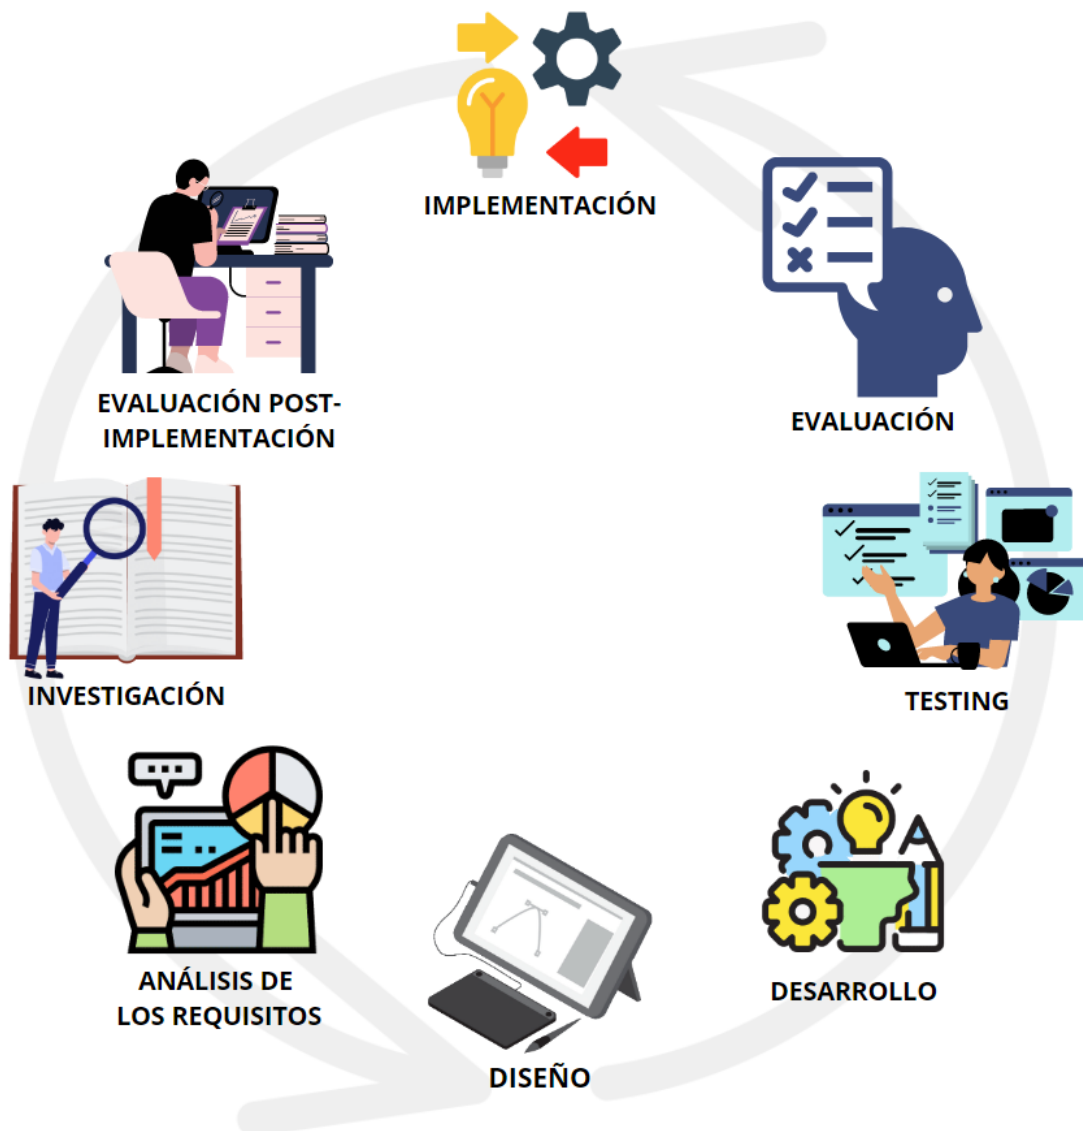 IMPLEMENTACIÓN
EVALUACIÓN
EVALUACIÓN POST-
IMPLEMENTACIÓN
INVESTIGACIÓN
TESTING
ANÁLISIS DE
LOS REQUISITOS
DESARROLLO
DISEÑO